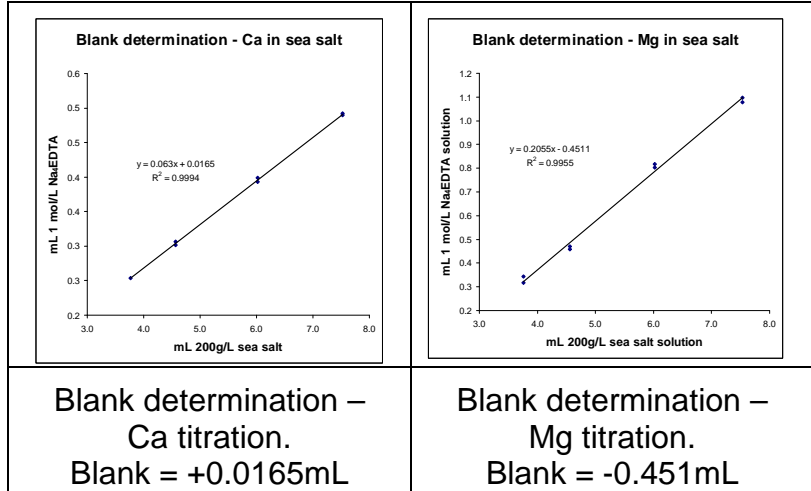 Blank determination - Ca in sea salt
mL 1 mol/L Na₄EDTA
0.6
0.5
0.5
0.4
0.4
0.3
0.3
0.2
y = 0.063x + 0.0165
R² = 0.9994
3.0 4.0 5.0 6.0 7.0 8.0
mL 200g/L sea salt
Blank determination - Mg in sea salt
mL 1 mol/L Na₄EDTA solution
1.2
1.1
1.0
0.9
0.8
0.7
0.6
0.5
0.4
0.3
0.2
y = 0.2055x - 0.4511
R² = 0.9955
3.0 4.0 5.0 6.0 7.0 8.0
mL 200g/L sea salt solution
Blank determination –
Ca titration.
Blank = +0.0165mL
Blank determination –
Mg titration.
Blank = -0.451mL